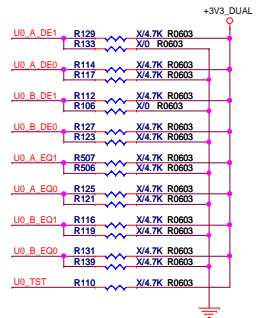 +3V3_DUAL
U0_A_DE1 R129 X/4.7K R0603
R133 X/0 R0603
U0_A_DE0 R114 X/4.7K R0603
R117 X/4.7K R0603
U0_B_DE1 R112 X/4.7K R0603
R106 X/0 R0603
U0_B_DE0 R127 X/4.7K R0603
R123 X/4.7K R0603
U0_A_EQ1 R507 X/4.7K R0603
R506 X/4.7K R0603
U0_A_EQ0 R125 X/4.7K R0603
R121 X/4.7K R0603
U0_B_EQ1 R116 X/4.7K R0603
R119 X/4.7K R0603
U0_B_EQ0 R131 X/4.7K R0603
R139 X/4.7K R0603
U0_TST R110 X/4.7K R0603